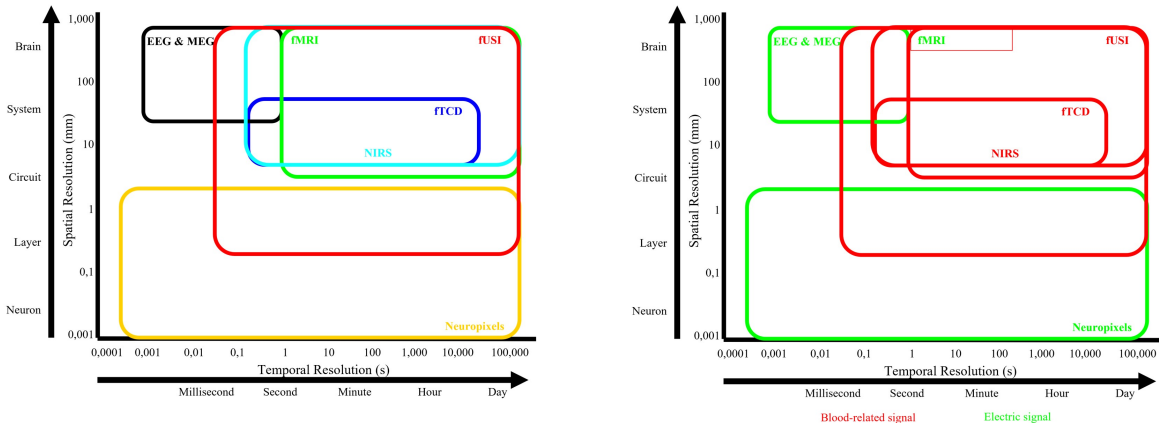 1,000
Brain
EEG & MEG
fMRI
fUSI
100
System
fTCD
10
NIRS
Circuit
Spatial Resolution (mm)
1
Layer
0,1
Neuron
Neuropixels
0,001
0,0001 0,001 0,01 0,1 1 10 1,000 10,000 100,000
Temporal Resolution (s)
Millisecond Second Minute Hour Day
1,000
Brain
EEG & MEG
fMRI
fUSI
100
System
fTCD
10
NIRS
Circuit
Spatial Resolution (mm)
1
Layer
0,1
Neuron
Neuropixels
0,001
0,0001 0,001 0,01 0,1 1 10 1,000 10,000 100,000
Temporal Resolution (s)
Millisecond Second Minute Hour Day
Blood-related signal Electric signal